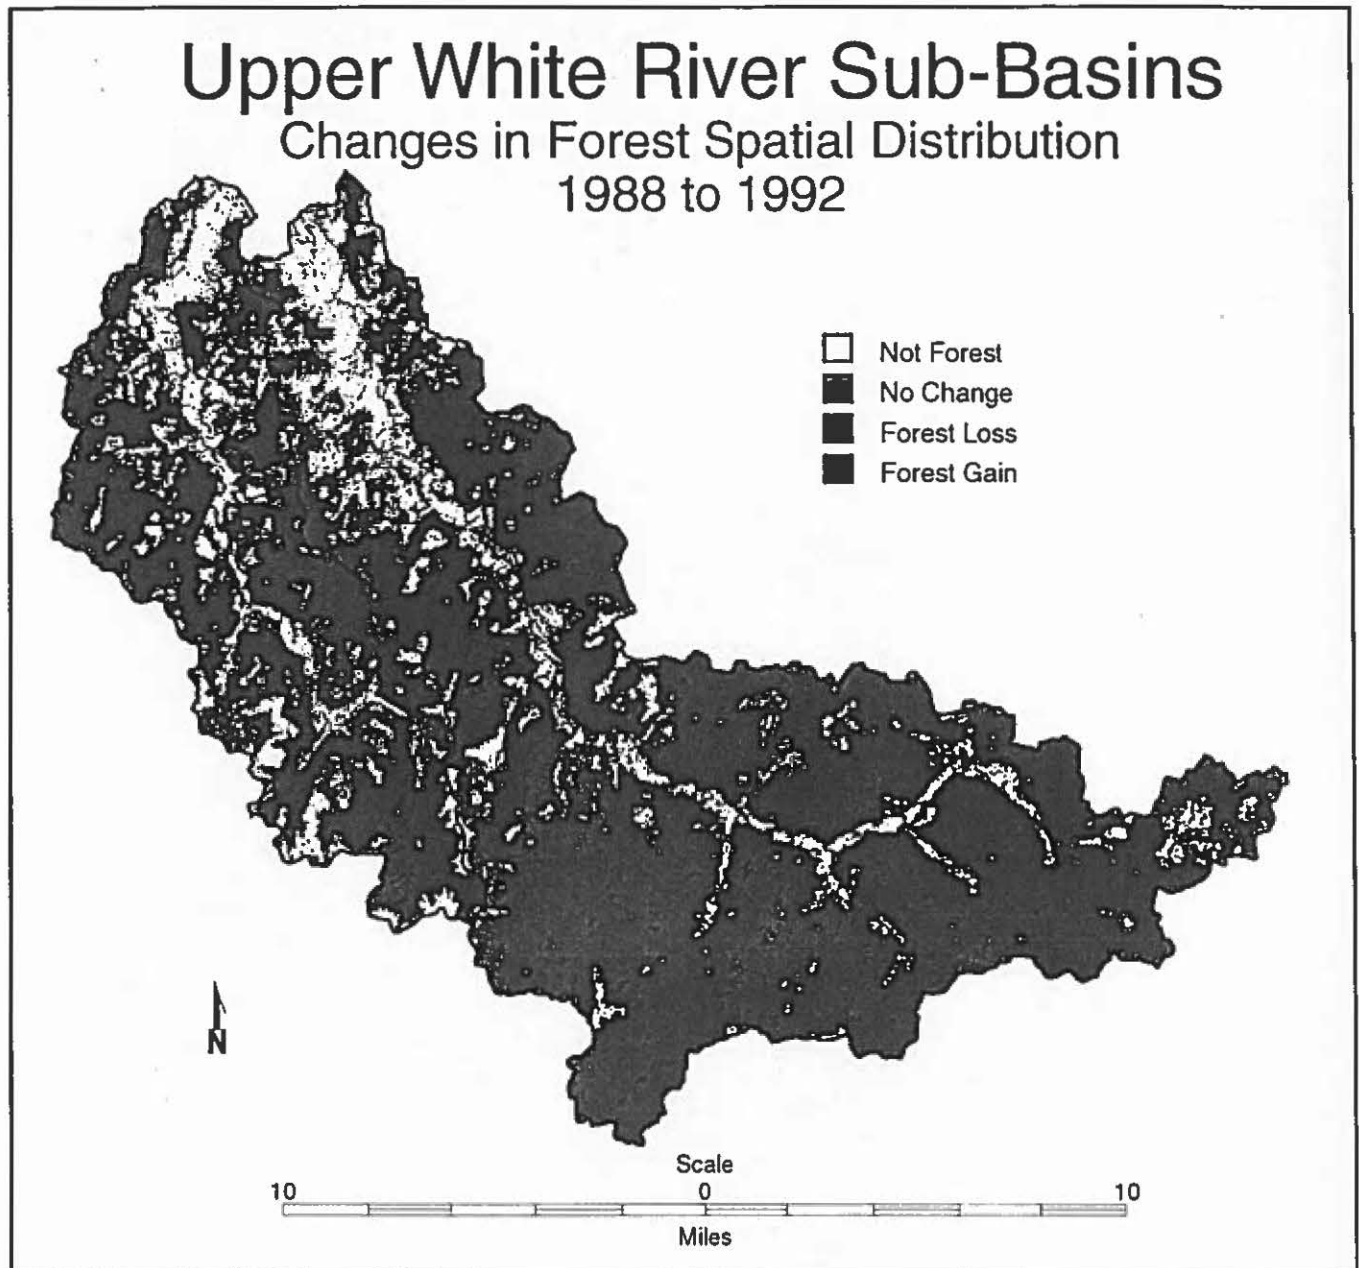 Upper White River Sub-Basins
Changes in Forest Spatial Distribution
1988 to 1992
Not Forest
No Change
Forest Loss
Forest Gain
N
Scale
10 0 10
Miles